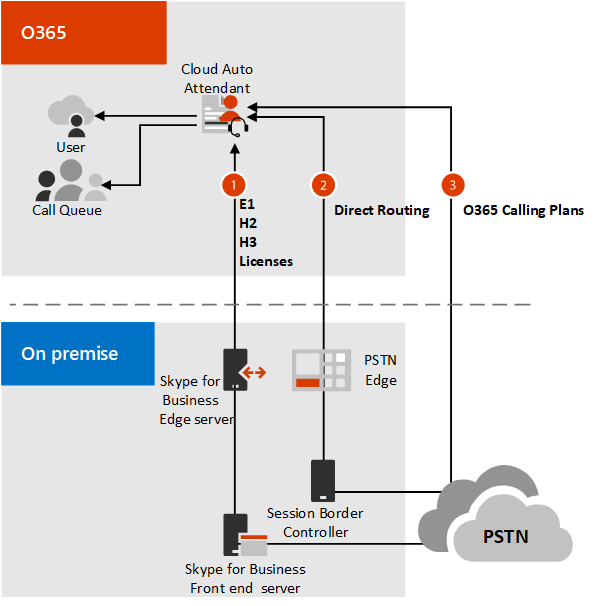 O365
Cloud Auto
Attendant
User
Call Queue
1
2
3
E1
H2
H3
Licenses
Direct Routing
O365 Calling Plans
On premise
Skype for
Business
Edge server
PSTN
Edge
Session Border
Controller
Skype for Business
Front end server
PSTN